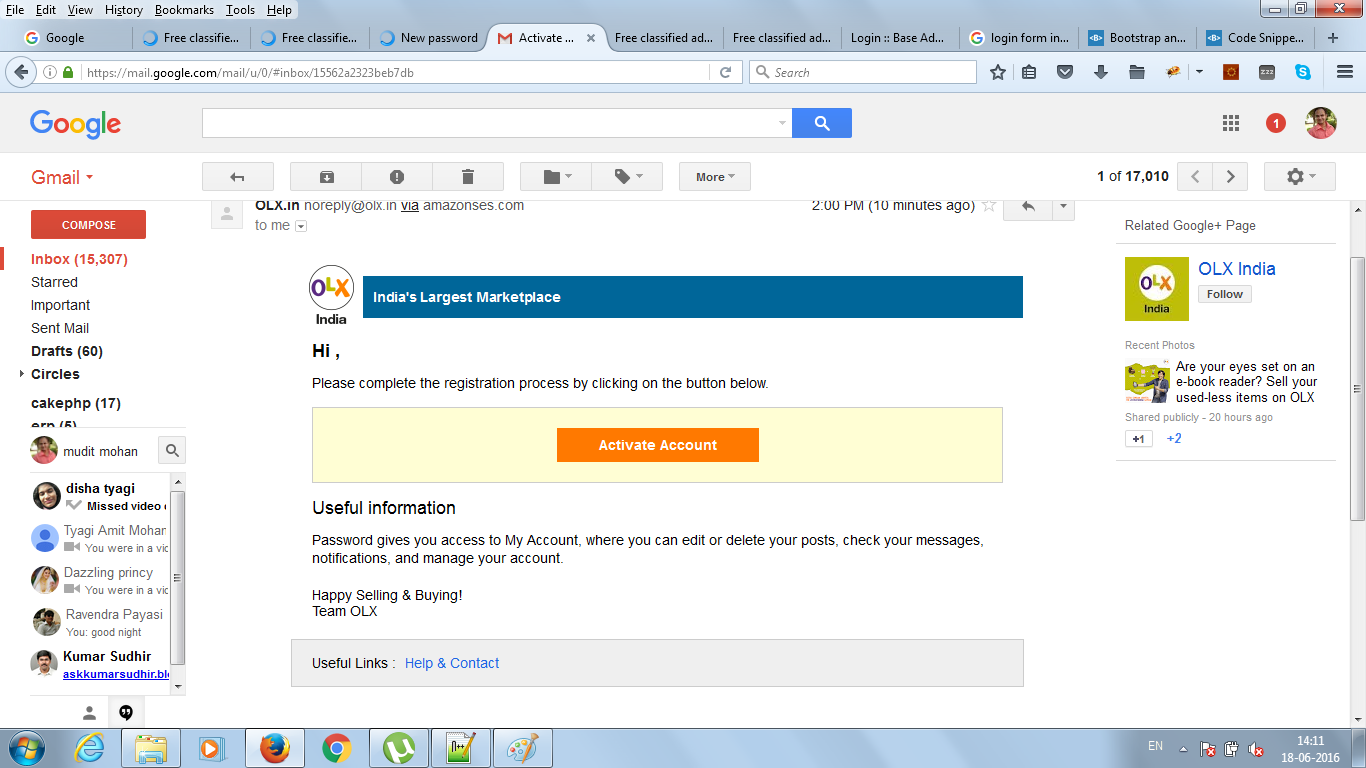 File Edit View History Bookmarks Tools Help
Google Free classifie... Free classifie... New password Activate ... Free classified ad... Free classified ad... Login :: Base Ad... login form in... Bootstrap an... Code Snippe...
https://mail.google.com/mail/u/0/#inbox/15562a2323beb7db Search
Google 1
Gmail More 1 of 17,010
OLX.in noreply@olx.in via amazonses.com 2:00 PM (10 minutes ago)
to me
COMPOSE
Inbox (15,307)
Starred
Important
Sent Mail
Drafts (60)
Circles
cakephp (17)
erp (5)
mudit mohan
disha tyagi
Missed video
Tyagi Amit Mohan
You were in a vid
Dazzling princy
You were in a vid
Ravendra Payasi
You: good night
Kumar Sudhir
askkumarsudhir.blo
OLX
India
India's Largest Marketplace
Hi ,
Please complete the registration process by clicking on the button below.
Activate Account
Useful information
Password gives you access to My Account, where you can edit or delete your posts, check your messages,
notifications, and manage your account.
Happy Selling & Buying!
Team OLX
Useful Links : Help & Contact
Related Google+ Page
OLX
India
OLX India
Follow
Recent Photos
Are your eyes set on an
e-book reader? Sell your
used-less items on OLX
Shared publicly - 20 hours ago
+1 +2
EN 14:11
18-06-2016